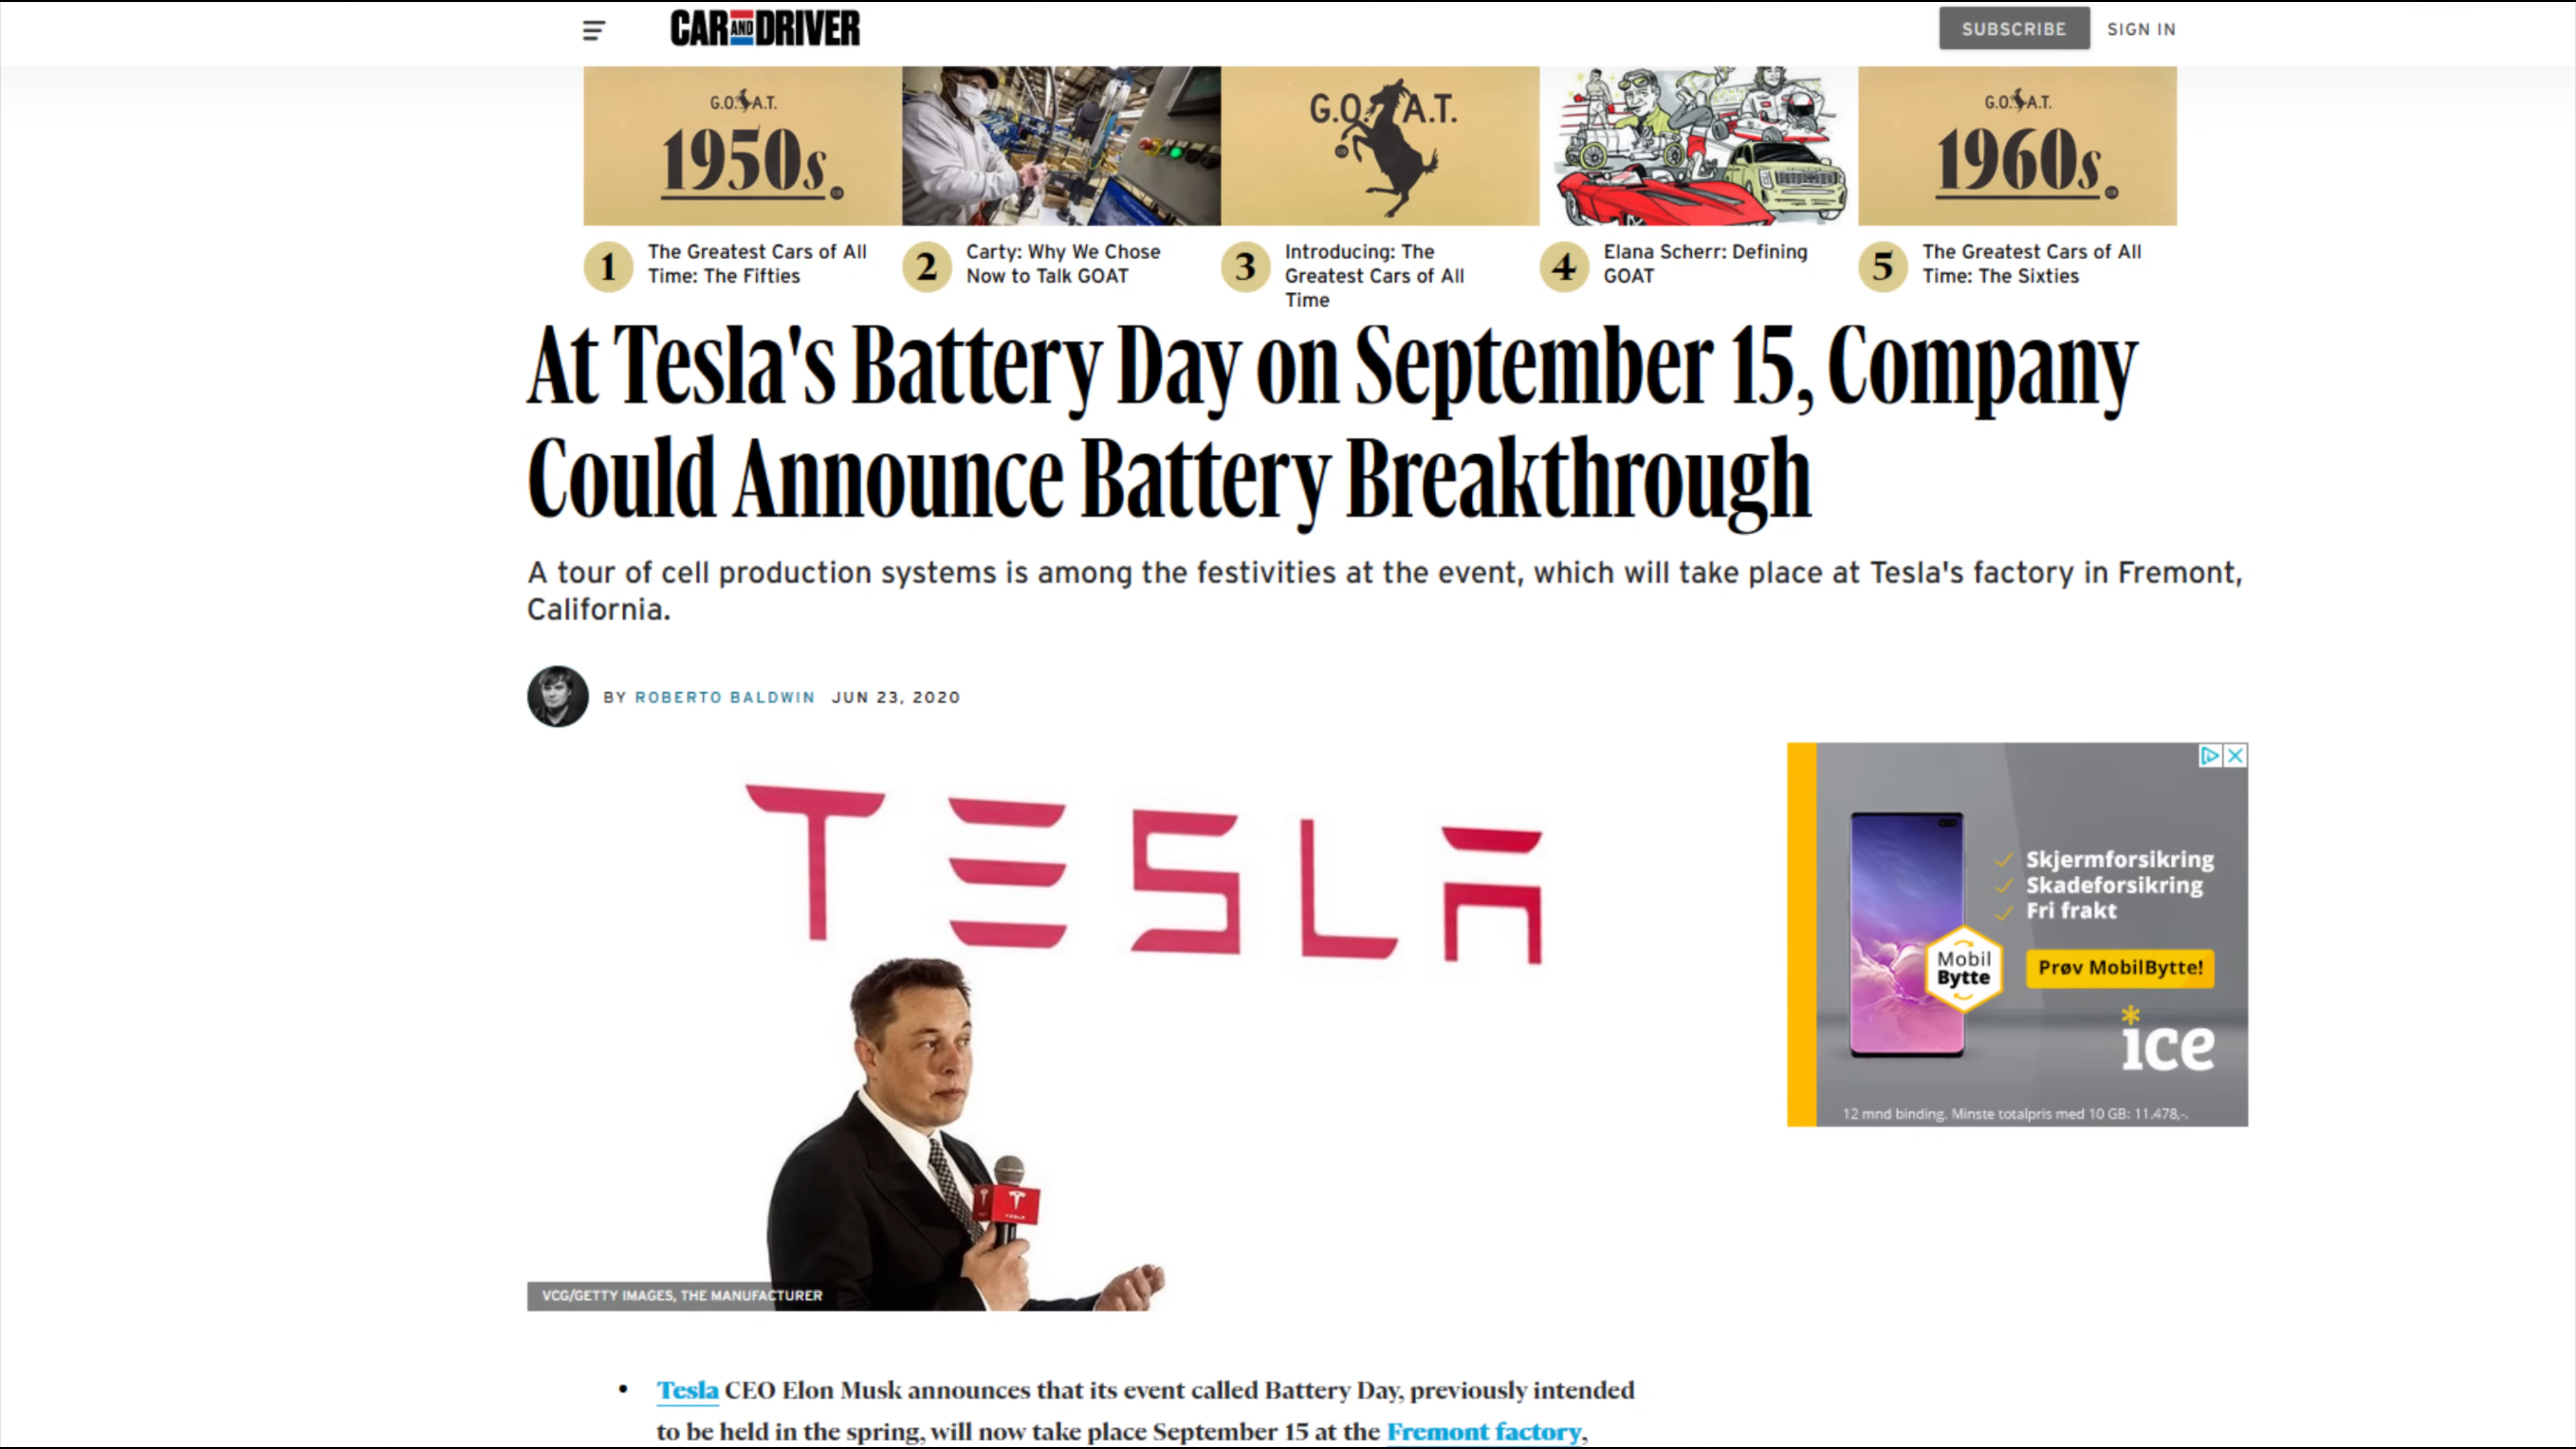 CAR AND DRIVER
SUBSCRIBE
SIGN IN
G.O.A.T.
1950s
G.O.A.T.
G.O.A.T.
1960s
1
The Greatest Cars of All
Time: The Fifties
2
Carty: Why We Chose
Now to Talk GOAT
3
Introducing: The
Greatest Cars of All
Time
4
Elana Scherr: Defining
GOAT
5
The Greatest Cars of All
Time: The Sixties
At Tesla's Battery Day on September 15, Company
Could Announce Battery Breakthrough
A tour of cell production systems is among the festivities at the event, which will take place at Tesla's factory in Fremont,
California.
BY ROBERTO BALDWIN JUN 23, 2020
TESLA
TESLA
VCG/GETTY IMAGES, THE MANUFACTURER
Skjermforsikring
Skadeforsikring
Fri frakt
Mobil
Bytte
Prøv MobilBytte!
ice
12 mnd binding. Minste totalpris med 10 GB: 11.478,-.
• Tesla CEO Elon Musk announces that its event called Battery Day, previously intended
to be held in the spring, will now take place September 15 at the Fremont factory,